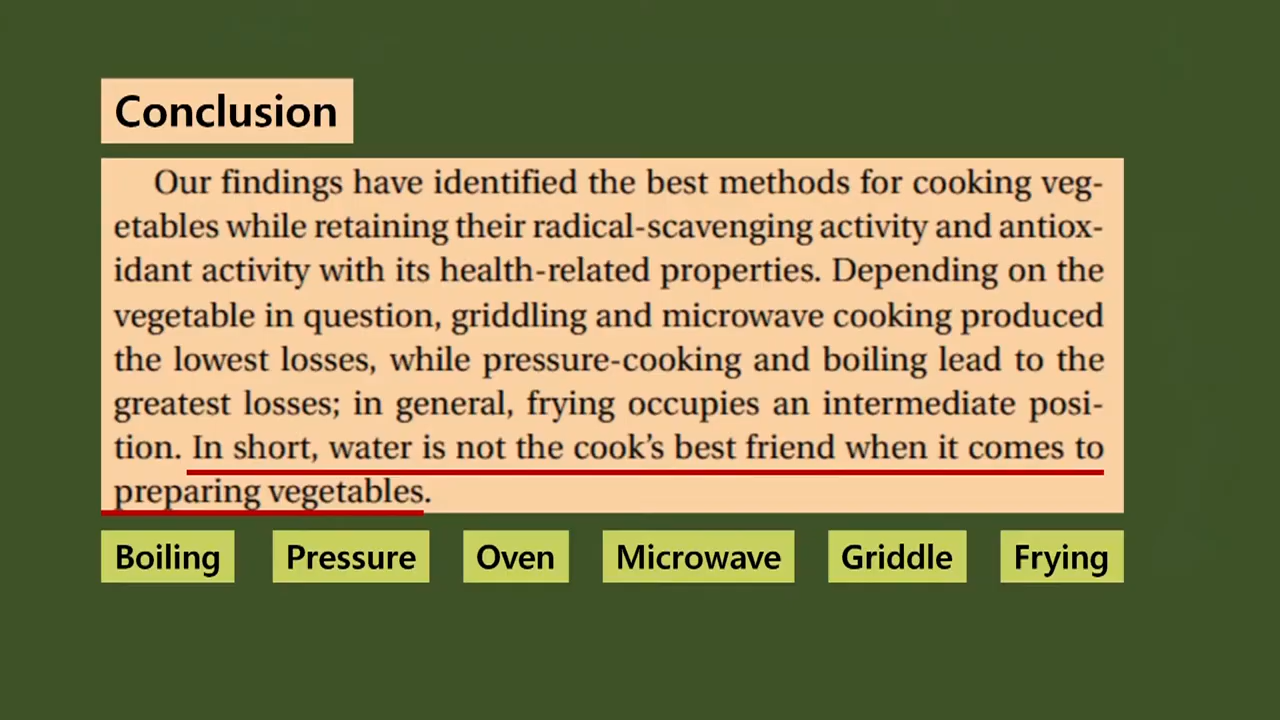 Conclusion
Our findings have identified the best methods for cooking veg-
etables while retaining their radical-scavenging activity and antiox-
idant activity with its health-related properties. Depending on the
vegetable in question, griddling and microwave cooking produced
the lowest losses, while pressure-cooking and boiling lead to the
greatest losses; in general, frying occupies an intermediate posi-
tion. In short, water is not the cook's best friend when it comes to
preparing vegetables.
Boiling Pressure Oven Microwave Griddle Frying